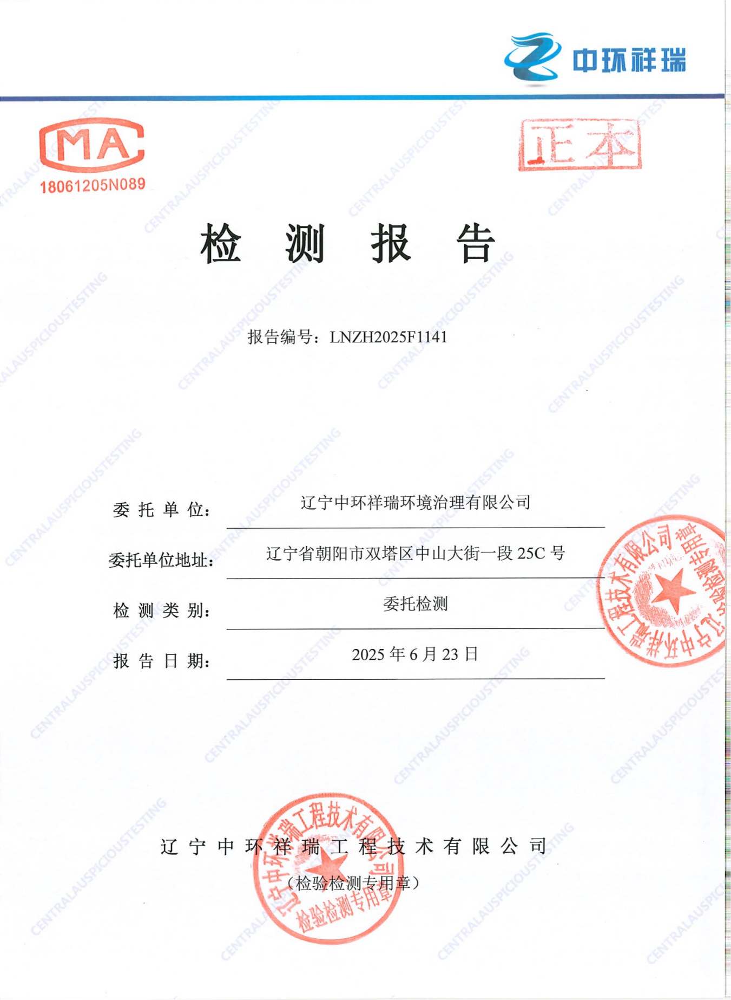 中环祥瑞
MA
正本
18061205N089
检测报告
报告编号：LNZH2025F1141
委托单位：
辽宁中环祥瑞环境治理有限公司
委托单位地址：
辽宁省朝阳市双塔区中山大街一段 25C 号
检测类别：
委托检测
报告日期：
2025 年 6 月 23 日
辽宁中环祥瑞工程技术有限公司
检验检测专用章
辽宁中环祥瑞工程技术有限公司
（检验检测专用章）
辽宁中环祥瑞工程技术有限公司
检验检测专用章
CENTRALAUSPICIOUSTESTING